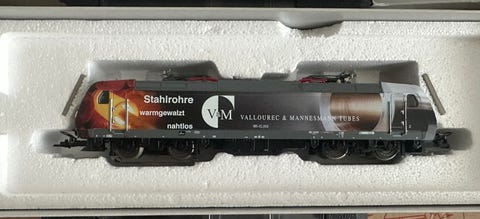 Stahlrohre
warmgewalzt
nahtlos
V&M
VALLOUREC & MANNESMANN TUBES